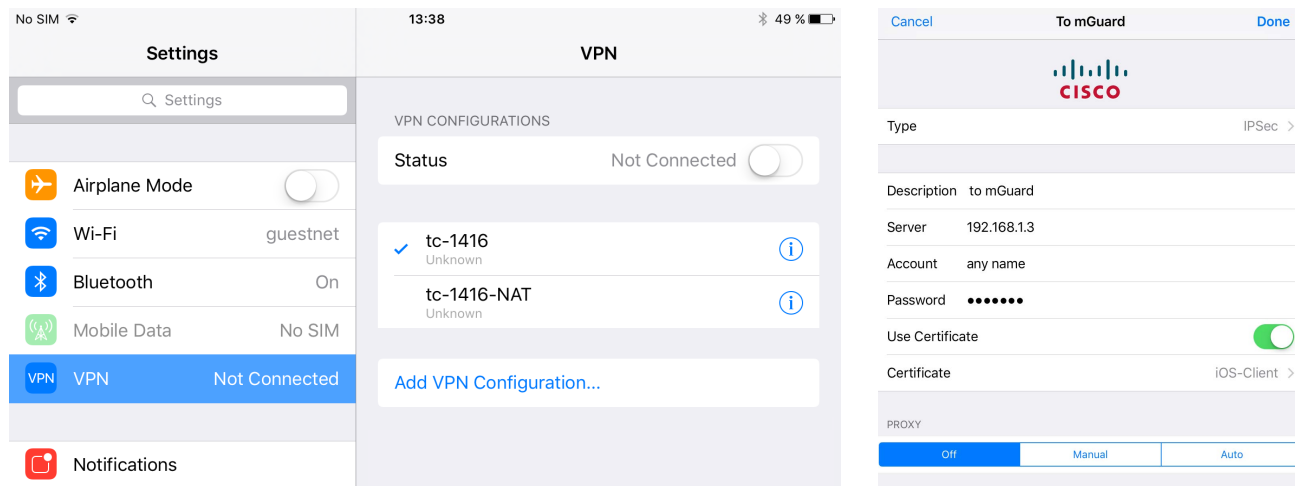 No SIM
13:38
49 %
Settings
VPN
Settings
Airplane Mode
Wi-Fi guestnet
Bluetooth On
Mobile Data No SIM
VPN VPN Not Connected
Notifications
VPN CONFIGURATIONS
Status Not Connected
tc-1416
Unknown
tc-1416-NAT
Unknown
Add VPN Configuration...
Cancel To mGuard Done
CISCO
Type IPSec
Description to mGuard
Server 192.168.1.3
Account any name
Password ●●●●●●●
Use Certificate
Certificate iOS-Client
PROXY
Off Manual Auto